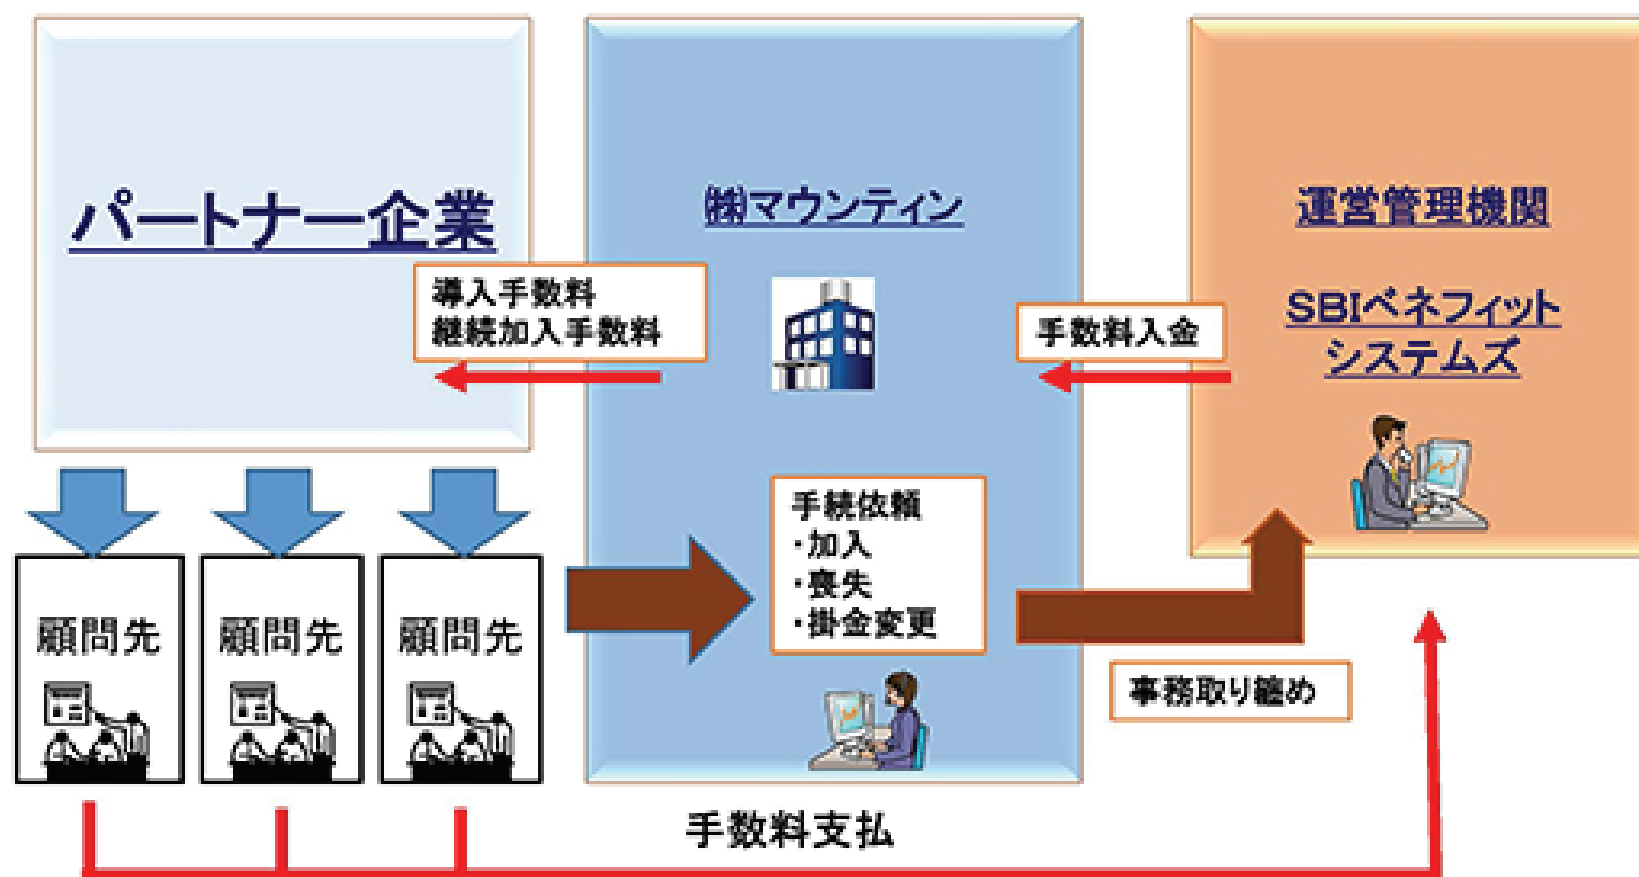 パートナー企業
㈱マウンティン
運営管理機関
SBIベネフィット
システムズ
導入手数料
継続加入手数料
手数料入金
手続依頼
・加入
・喪失
・掛金変更
顧問先
顧問先
顧問先
事務取り纏め
手数料支払